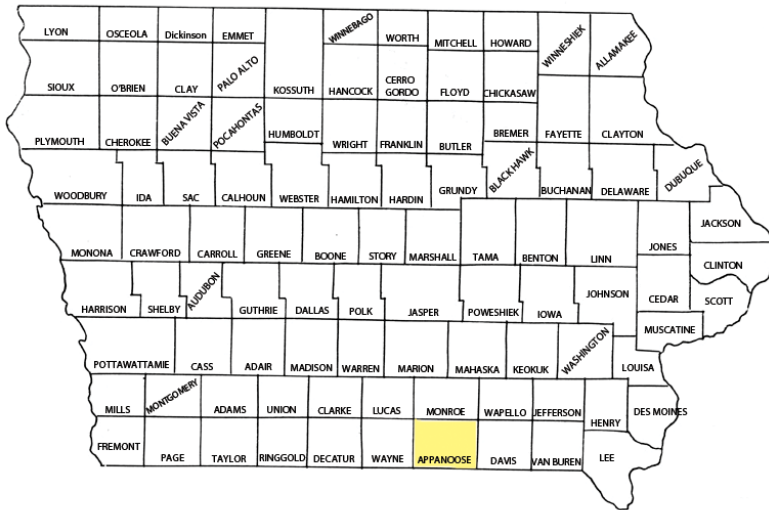 LYON
OSCEOLA
Dickinson
EMMET
WINNEBAGO
WORTH
MITCHELL
HOWARD
WINNESHIEK
ALLAMAKEE
SIOUX
O'BRIEN
CLAY
PALO ALTO
KOSSUTH
HANCOCK
CERRO
GORDO
FLOYD
CHICKASAW
PLYMOUTH
CHEROKEE
BUENA VISTA
POCAHONTAS
HUMBOLDT
WRIGHT
FRANKLIN
BUTLER
BREMER
FAYETTE
CLAYTON
WOODBURY
IDA
SAC
CALHOUN
WEBSTER
HAMILTON
HARDIN
GRUNDY
BLACK HAWK
BUCHANAN
DELAWARE
DUBUQUE
MONONA
CRAWFORD
CARROLL
GREENE
BOONE
STORY
MARSHALL
TAMA
BENTON
LINN
JONES
JACKSON
CLINTON
HARRISON
SHELBY
AUDUBON
GUTHRIE
DALLAS
POLK
JASPER
POWESHIEK
IOWA
JOHNSON
CEDAR
SCOTT
MUSCATINE
POTTAWATTAMIE
CASS
ADAIR
MADISON
WARREN
MARION
MAHASKA
KEOKUK
WASHINGTON
LOUISA
MILLS
MONTGOMERY
ADAMS
UNION
CLARKE
LUCAS
MONROE
WAPELLO
JEFFERSON
HENRY
DES MOINES
FREMONT
PAGE
TAYLOR
RINGGOLD
DECATUR
WAYNE
APPANOOSE
DAVIS
VAN BUREN
LEE